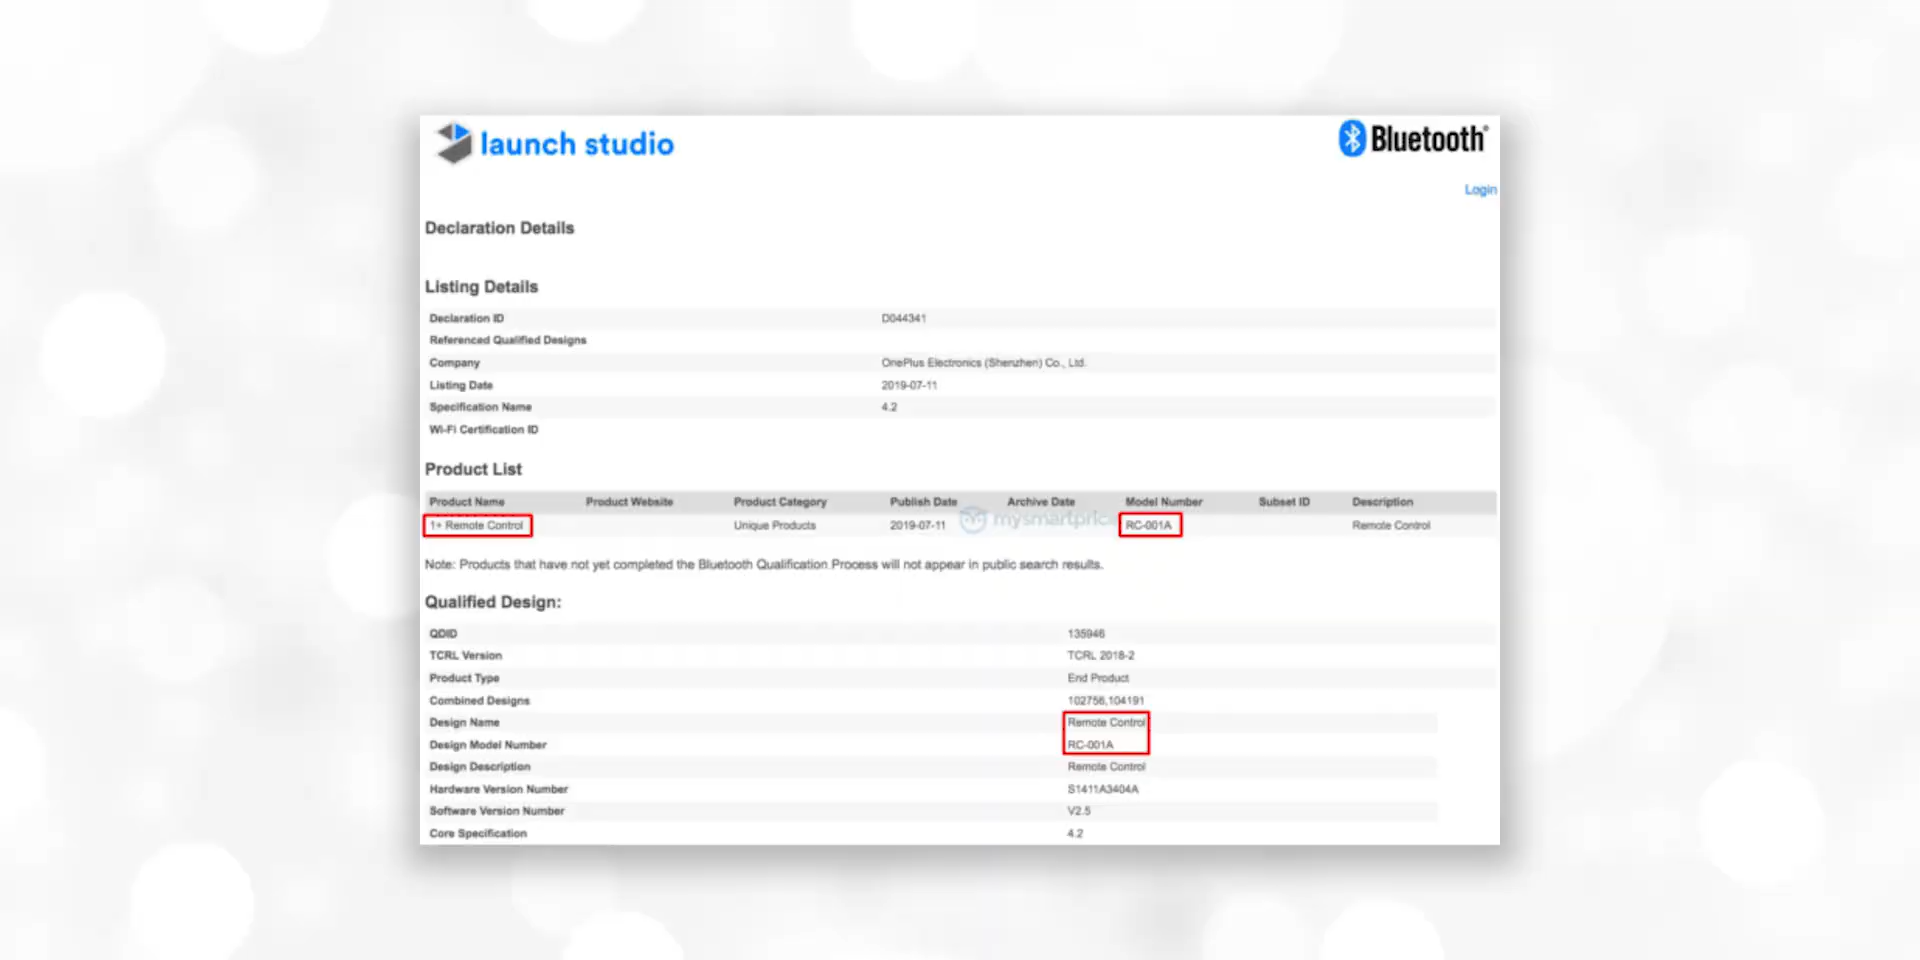 launch studio
Bluetooth®
Login
Declaration Details
Listing Details
Declaration ID D044341
Referenced Qualified Designs
Company OnePlus Electronics (Shenzhen) Co., Ltd.
Listing Date 2019-07-11
Specification Name 4.2
Wi-Fi Certification ID
Product List
Product Name Product Website Product Category Publish Date Archive Date Model Number Subset ID Description
1+ Remote Control Unique Products 2019-07-11 mysmartprice RC-001A Remote Control
Note: Products that have not yet completed the Bluetooth Qualification Process will not appear in public search results.
Qualified Design:
QDID 135946
TCRL Version TCRL 2018-2
Product Type End Product
Combined Designs 102756,104191
Design Name Remote Control
Design Model Number RC-001A
Design Description Remote Control
Hardware Version Number S1411A3404A
Software Version Number V2.5
Core Specification 4.2